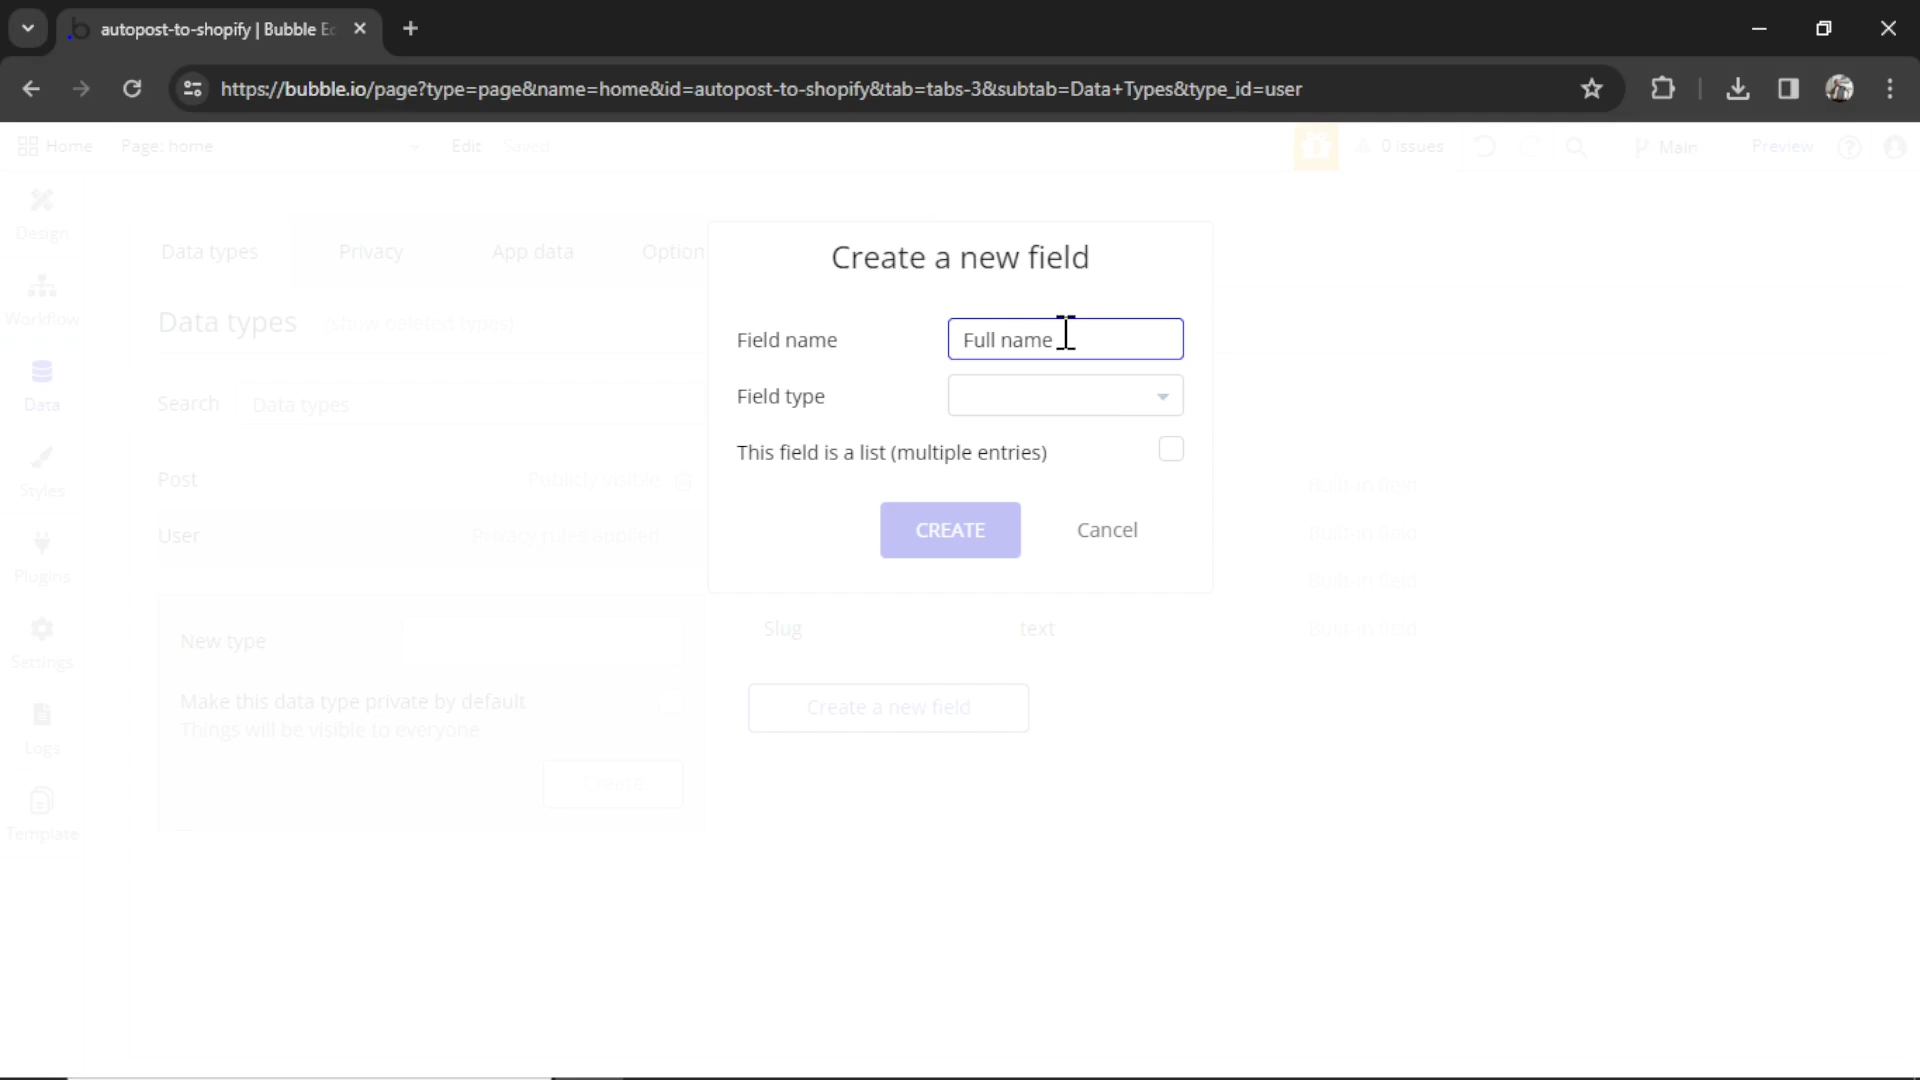 autopost-to-shopify | Bubble Ec
https://bubble.io/page?type=page&name=home&id=autopost-to-shopify&tab=tabs-3&subtab=Data+Types&type_id=user
Home Page: home Edit Saved 0 issues Main Preview
Design
Workflow
Data
Styles
Plugins
Settings
Logs
Template
Data types Privacy App data Option
Data types (show deleted types)
Search Data types
Post Publicly visible
User Privacy rules applied
New type
Make this data type private by default
Things will be visible to everyone
Create
Create a new field
Field name Full name
Field type
This field is a list (multiple entries)
CREATE Cancel
Built-in field
Built-in field
Built-in field
Slug text Built-in field
Create a new field